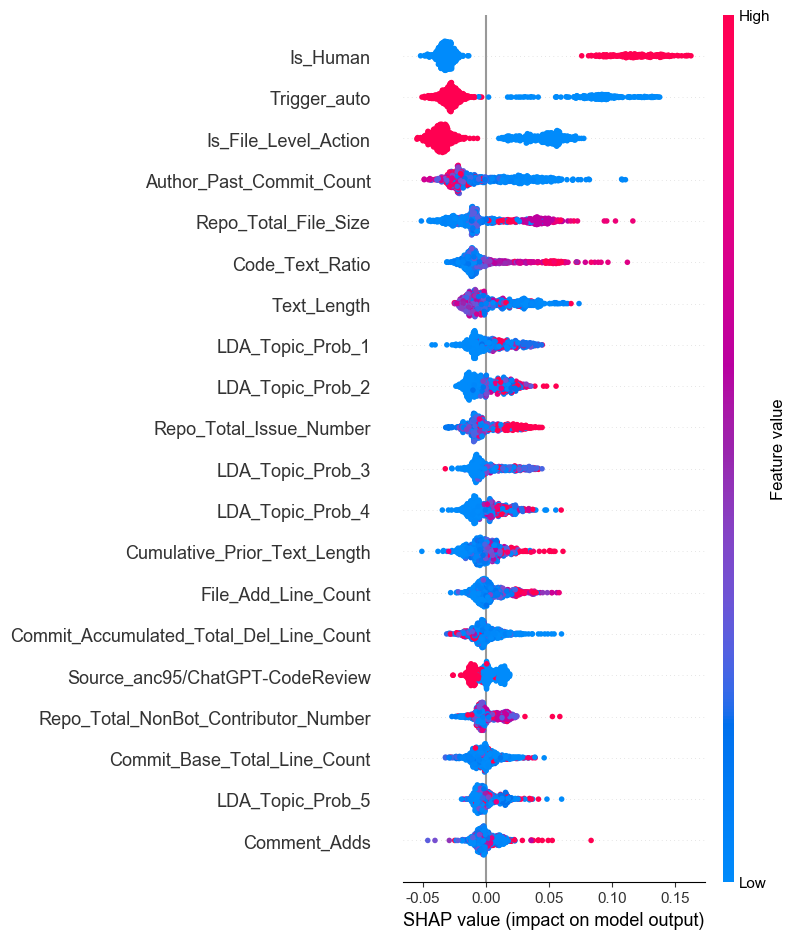 High
Is_Human
Trigger_auto
Is_File_Level_Action
Author_Past_Commit_Count
Repo_Total_File_Size
Code_Text_Ratio
Text_Length
LDA_Topic_Prob_1
LDA_Topic_Prob_2
Repo_Total_Issue_Number
LDA_Topic_Prob_3
LDA_Topic_Prob_4
Cumulative_Prior_Text_Length
File_Add_Line_Count
Commit_Accumulated_Total_Del_Line_Count
Source_anc95/ChatGPT-CodeReview
Repo_Total_NonBot_Contributor_Number
Commit_Base_Total_Line_Count
LDA_Topic_Prob_5
Comment_Adds
Feature value
Low
-0.05 0.00 0.05 0.10 0.15
SHAP value (impact on model output)